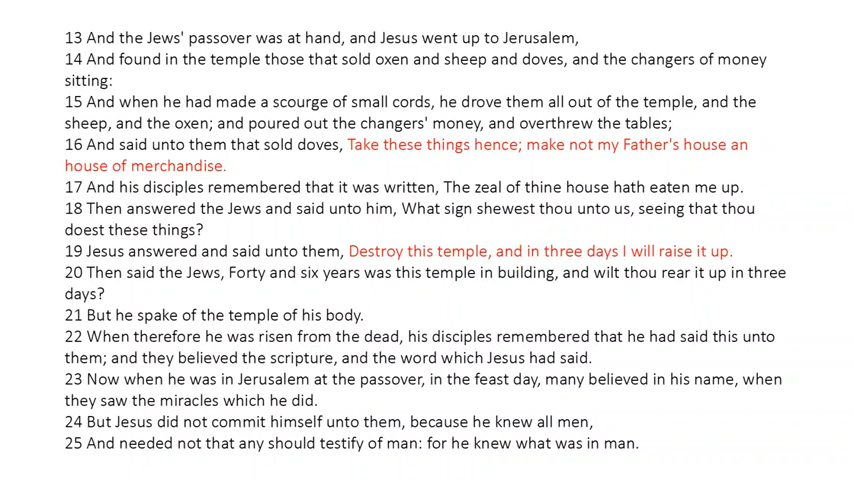 13 And the Jews' passover was at hand, and Jesus went up to Jerusalem,
14 And found in the temple those that sold oxen and sheep and doves, and the changers of money
sitting:
15 And when he had made a scourge of small cords, he drove them all out of the temple, and the
sheep, and the oxen; and poured out the changers' money, and overthrew the tables;
16 And said unto them that sold doves, Take these things hence; make not my Father's house an
house of merchandise.
17 And his disciples remembered that it was written, The zeal of thine house hath eaten me up.
18 Then answered the Jews and said unto him, What sign shewest thou unto us, seeing that thou
doest these things?
19 Jesus answered and said unto them, Destroy this temple, and in three days I will raise it up.
20 Then said the Jews, Forty and six years was this temple in building, and wilt thou rear it up in three
days?
21 But he spake of the temple of his body.
22 When therefore he was risen from the dead, his disciples remembered that he had said this unto
them; and they believed the scripture, and the word which Jesus had said.
23 Now when he was in Jerusalem at the passover, in the feast day, many believed in his name, when
they saw the miracles which he did.
24 But Jesus did not commit himself unto them, because he knew all men,
25 And needed not that any should testify of man: for he knew what was in man.